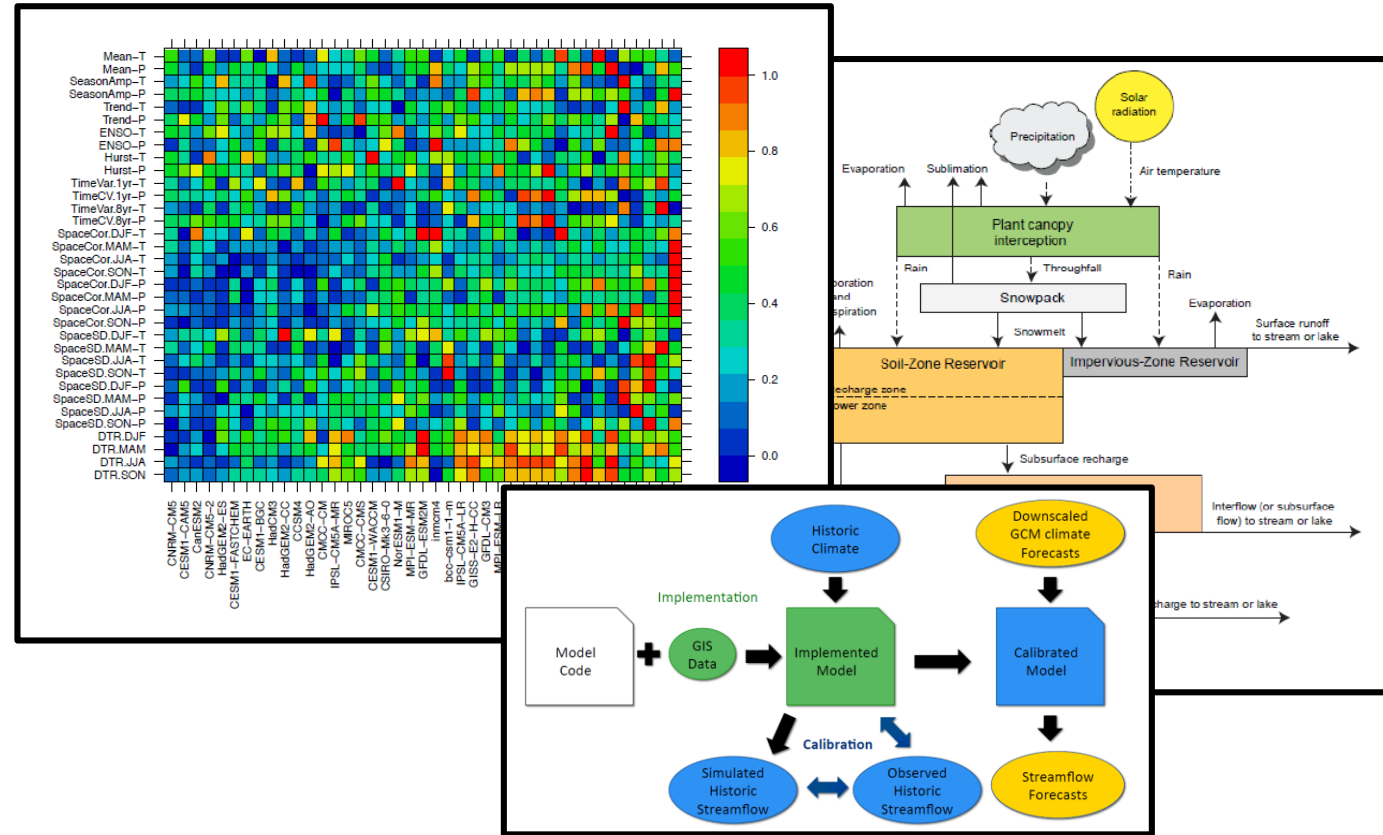 Mean−T
Mean−P
SeasonAmp−T
SeasonAmp−P
Trend−T
Trend−P
ENSO−T
ENSO−P
Hurst−T
Hurst−P
TimeVar.1yr−T
TimeCV.1yr−P
TimeVar.8yr−T
TimeCV.8yr−P
SpaceCor.DJF−T
SpaceCor.MAM−T
SpaceCor.JJA−T
SpaceCor.SON−T
SpaceCor.DJF−P
SpaceCor.MAM−P
SpaceCor.JJA−P
SpaceCor.SON−P
SpaceSD.DJF−T
SpaceSD.MAM−T
SpaceSD.JJA−T
SpaceSD.SON−T
SpaceSD.DJF−P
SpaceSD.MAM−P
SpaceSD.JJA−P
SpaceSD.SON−P
DTR.DJF
DTR.MAM
DTR.JJA
DTR.SON
CNRM−CM5
CESM1−CAM5
CanESM2
CNRM−CM5−2
HadGEM2−ES
CESM1−FASTCHEM
EC−EARTH
CESM1−BGC
HadCM3
HadGEM2−CC
CCSM4
HadGEM2−AO
CMCC−CM
IPSL−CM5A−MR
MIROC5
CMCC−CMS
CESM1−WACCM
CSIRO−Mk3−6−0
NorESM1−M
MPI−ESM−MR
GFDL−ESM2M
inmcm4
bcc−csm1−1−m
IPSL−CM5A−LR
GISS−E2−H−CC
GFDL−CM3
MPI−ESM−LR
1.0
0.8
0.6
0.4
0.2
0.0
Solar
radiation
Precipitation
Evaporation
Sublimation
Air temperature
Plant canopy
interception
Rain
Throughfall
Rain
Snowpack
Evaporation
Snowmelt
Surface runoff
to stream or lake
Soil-Zone Reservoir
Impervious-Zone Reservoir
Subsurface recharge
Interflow (or subsurface
flow) to stream or lake
to stream or lake
Historic
Climate
Downscaled
GCM climate
Forecasts
Implementation
Model
Code
GIS
Data
Implemented
Model
Calibrated
Model
Calibration
Simulated
Historic
Streamflow
Observed
Historic
Streamflow
Streamflow
Forecasts